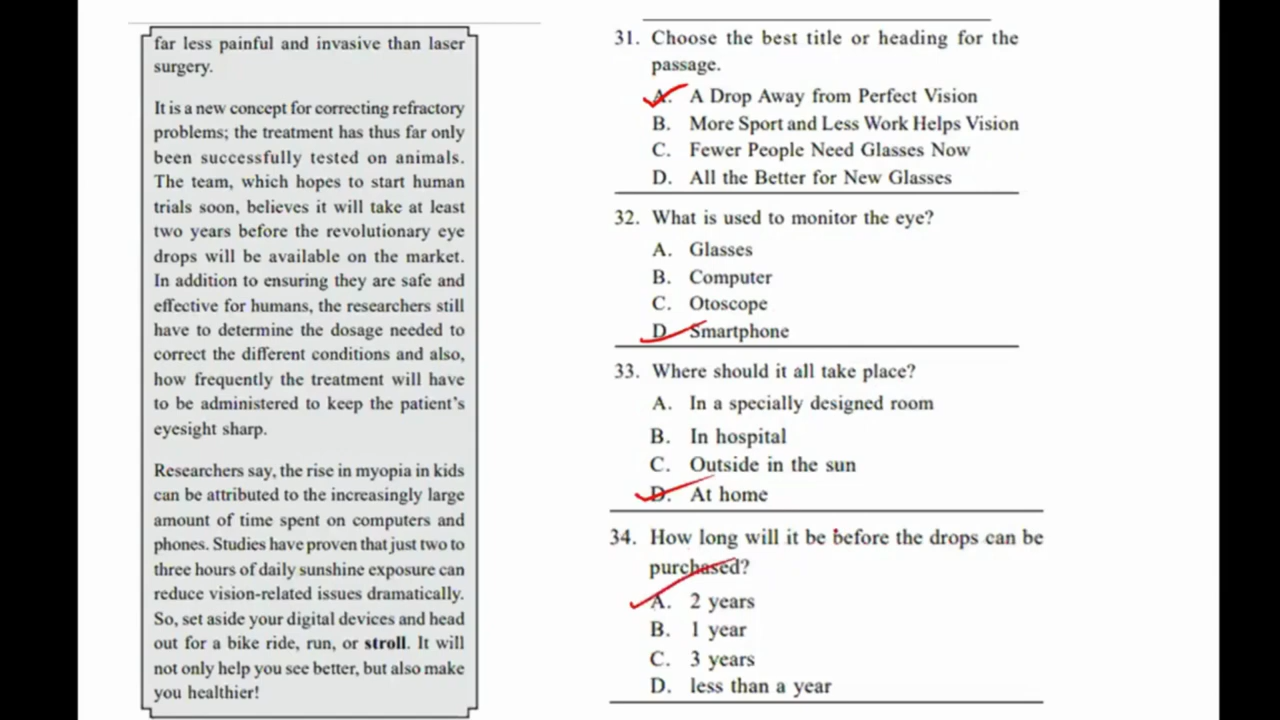 far less painful and invasive than laser
surgery.
It is a new concept for correcting refractory
problems; the treatment has thus far only
been successfully tested on animals.
The team, which hopes to start human
trials soon, believes it will take at least
two years before the revolutionary eye
drops will be available on the market.
In addition to ensuring they are safe and
effective for humans, the researchers still
have to determine the dosage needed to
correct the different conditions and also,
how frequently the treatment will have
to be administered to keep the patient's
eyesight sharp.
Researchers say, the rise in myopia in kids
can be attributed to the increasingly large
amount of time spent on computers and
phones. Studies have proven that just two to
three hours of daily sunshine exposure can
reduce vision-related issues dramatically.
So, set aside your digital devices and head
out for a bike ride, run, or stroll. It will
not only help you see better, but also make
you healthier!
31. Choose the best title or heading for the
passage.
A. A Drop Away from Perfect Vision
B. More Sport and Less Work Helps Vision
C. Fewer People Need Glasses Now
D. All the Better for New Glasses
32. What is used to monitor the eye?
A. Glasses
B. Computer
C. Otoscope
D. Smartphone
33. Where should it all take place?
A. In a specially designed room
B. In hospital
C. Outside in the sun
D. At home
34. How long will it be before the drops can be
purchased?
A. 2 years
B. 1 year
C. 3 years
D. less than a year